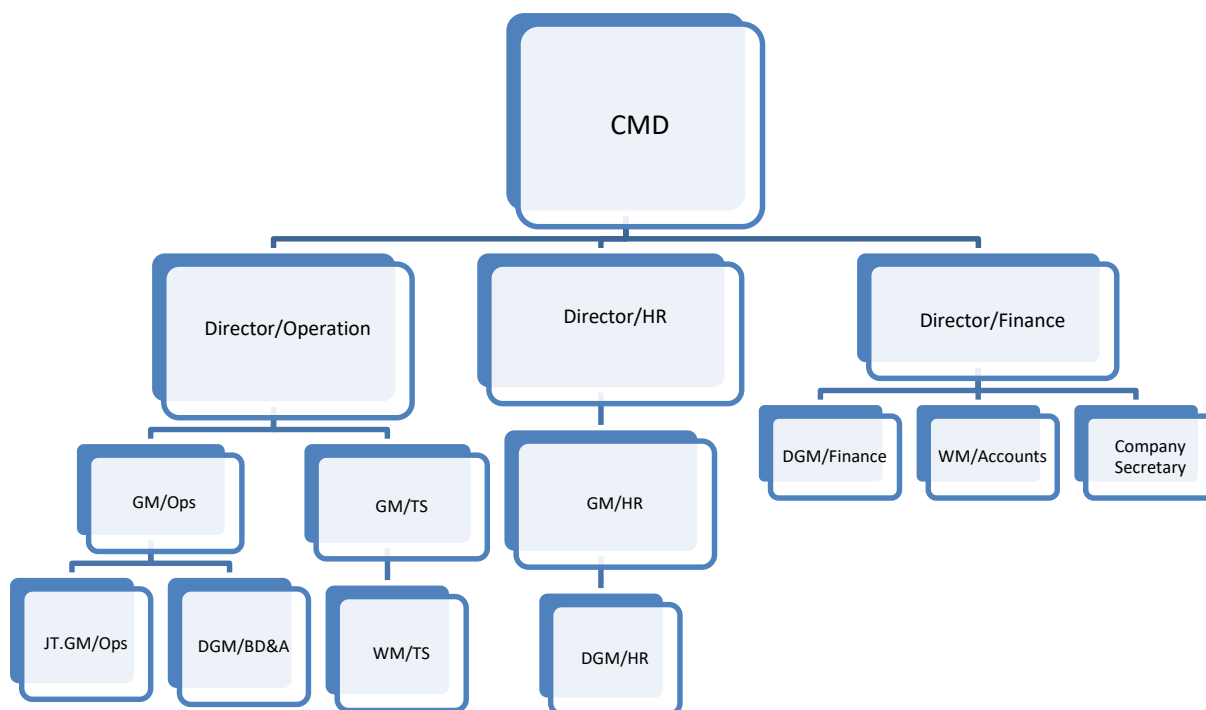 CMD
Director/Operation
Director/HR
Director/Finance
GM/Ops
GM/TS
GM/HR
DGM/Finance
WM/Accounts
Company
Secretary
JT.GM/Ops
DGM/BD&A
WM/TS
DGM/HR